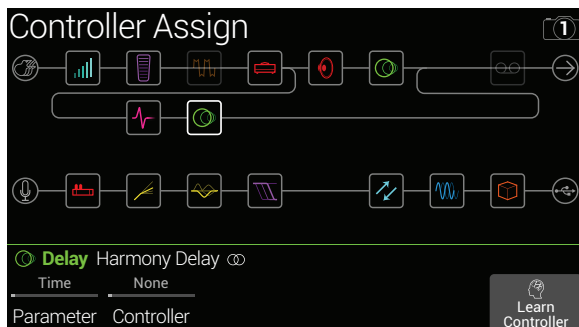 Controller Assign
1
Delay Harmony Delay
Time None
Parameter Controller
Learn
Controller